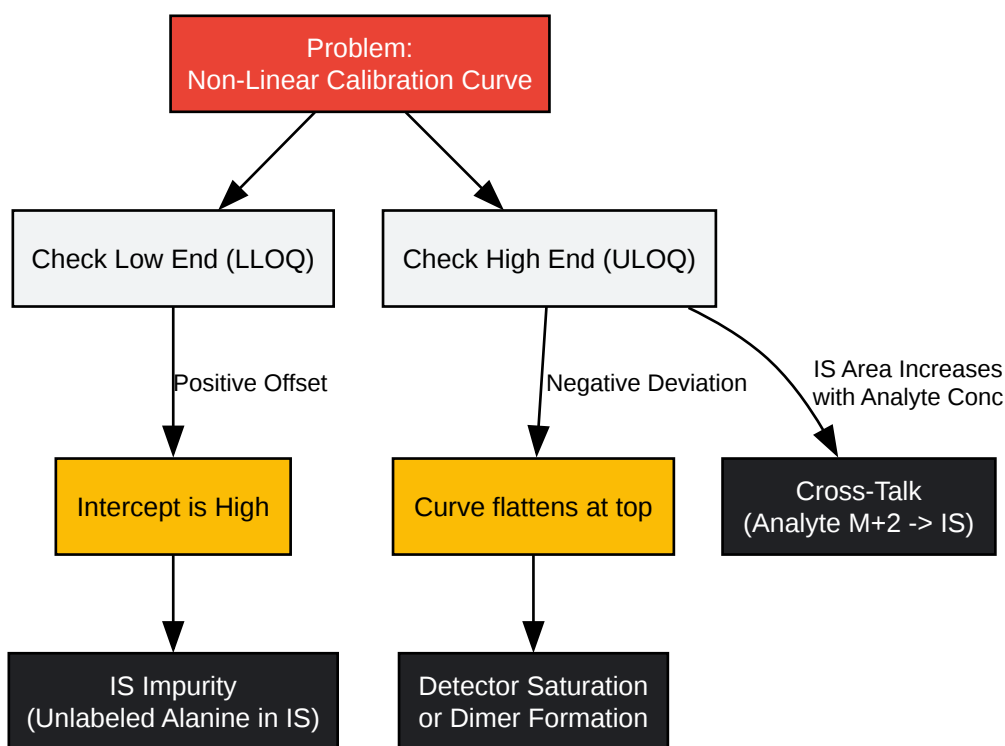 Problem:
Non-Linear Calibration Curve
Check Low End (LLOQ)
Check High End (ULOQ)
Positive Offset
Negative Deviation
IS Area Increases
with Analyte Conc
Intercept is High
Curve flattens at top
Cross-Talk
(Analyte M+2 -> IS)
IS Impurity
(Unlabeled Alanine in IS)
Detector Saturation
or Dimer Formation